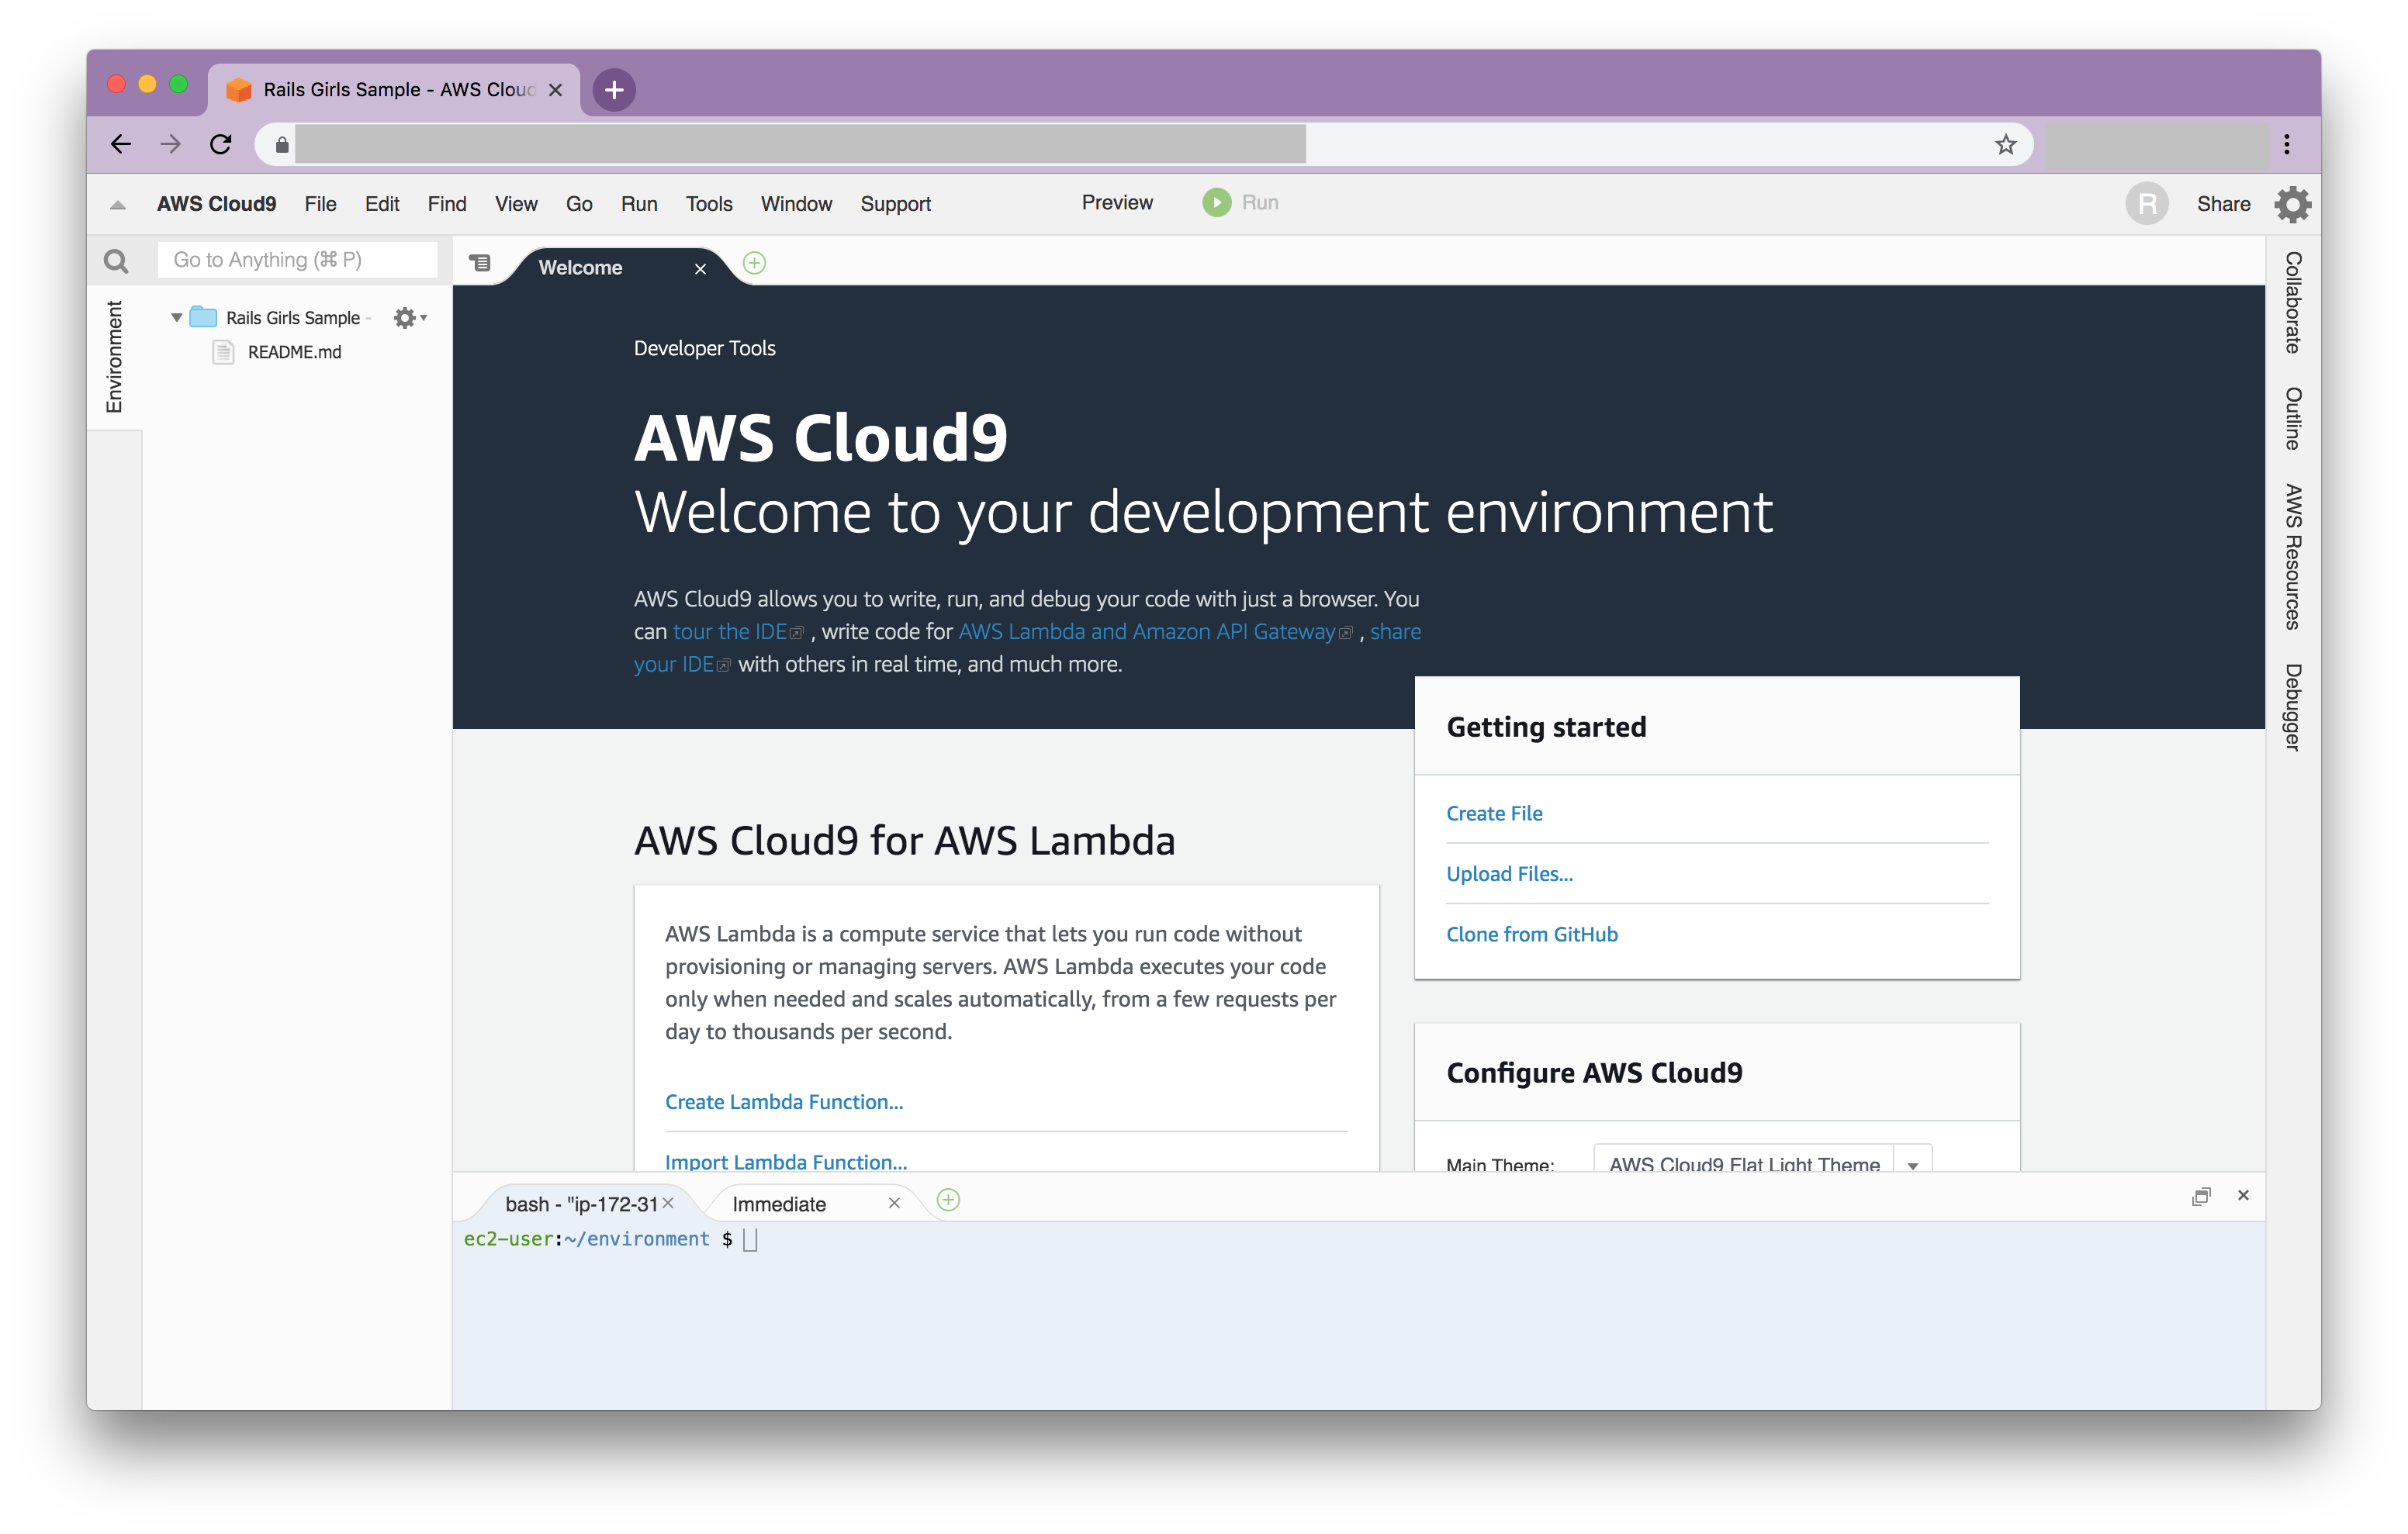 Rails Girls Sample - AWS Cloud
AWS Cloud9 File Edit Find View Go Run Tools Window Support Preview Run R Share
Go to Anything (⌘ P)
Welcome
Environment
Rails Girls Sample -
README.md
Developer Tools
AWS Cloud9
Welcome to your development environment
AWS Cloud9 allows you to write, run, and debug your code with just a browser. You
can tour the IDE , write code for AWS Lambda and Amazon API Gateway , share
your IDE with others in real time, and much more.
Getting started
Create File
Upload Files...
Clone from GitHub
AWS Cloud9 for AWS Lambda
AWS Lambda is a compute service that lets you run code without
provisioning or managing servers. AWS Lambda executes your code
only when needed and scales automatically, from a few requests per
day to thousands per second.
Create Lambda Function...
Import Lambda Function...
Configure AWS Cloud9
Main Theme: AWS Cloud9 Flat Light Theme
Collaborate
Outline
AWS Resources
Debugger
bash - "ip-172-31
Immediate
ec2-user:~/environment $